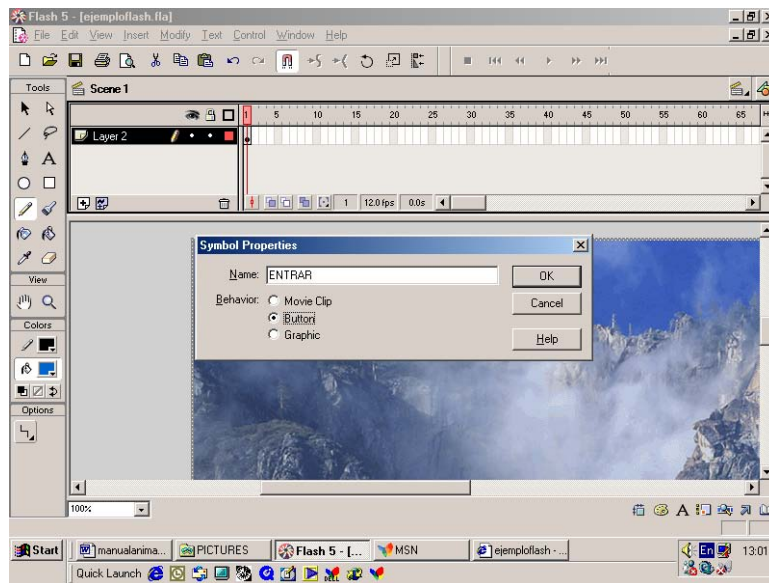 Flash 5 - [ejemploflash.fla]
File Edit View Insert Modify Text Control Window Help
Tools
Scene 1
1 5 10 15 20 25 30 35 40 45 50 55 60 65
Layer 2
1 12.0 fps 0.0s
A
View
Colors
Options
Symbol Properties
Name: ENTRAR
OK
Behavior: Movie Clip
Cancel
Button
Graphic
Help
100%
A
Start manualanima... PICTURES Flash 5 - [... MSN ejemploflash - ... En 13:01
Quick Launch